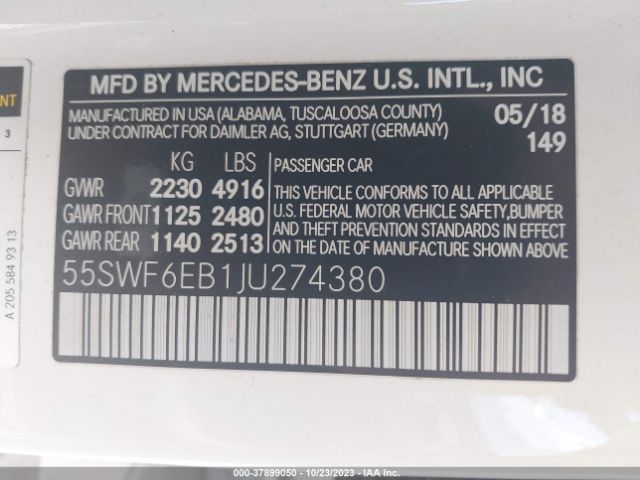 MFD BY MERCEDES-BENZ U.S. INTL., INC
MANUFACTURED IN USA (ALABAMA, TUSCALOOSA COUNTY) 05/18
UNDER CONTRACT FOR DAIMLER AG, STUTTGART (GERMANY) 149
KG LBS
GWR 2230 4916
GAWR FRONT 1125 2480
GAWR REAR 1140 2513
PASSENGER CAR
THIS VEHICLE CONFORMS TO ALL APPLICABLE
U.S. FEDERAL MOTOR VEHICLE SAFETY,BUMPER
AND THEFT PREVENTION STANDARDS IN EFFECT
ON THE DATE OF MANUFACTURE SHOWN ABOVE.
55SWF6EB1JU274380
3
A 205 584 93 13
000-37899050 - 10/23/2023 - IAA Inc.